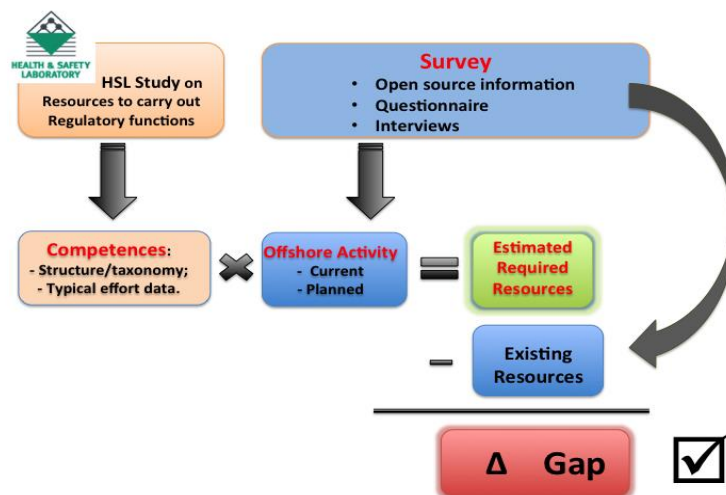 HEALTH & SAFETY
LABORATORY
HSL Study on
Resources to carry out
Regulatory functions
Survey
• Open source information
• Questionnaire
• Interviews
Competences:
- Structure/taxonomy;
- Typical effort data.
Offshore Activity
- Current
- Planned
=
Estimated
Required
Resources
–
Existing
Resources
Δ Gap